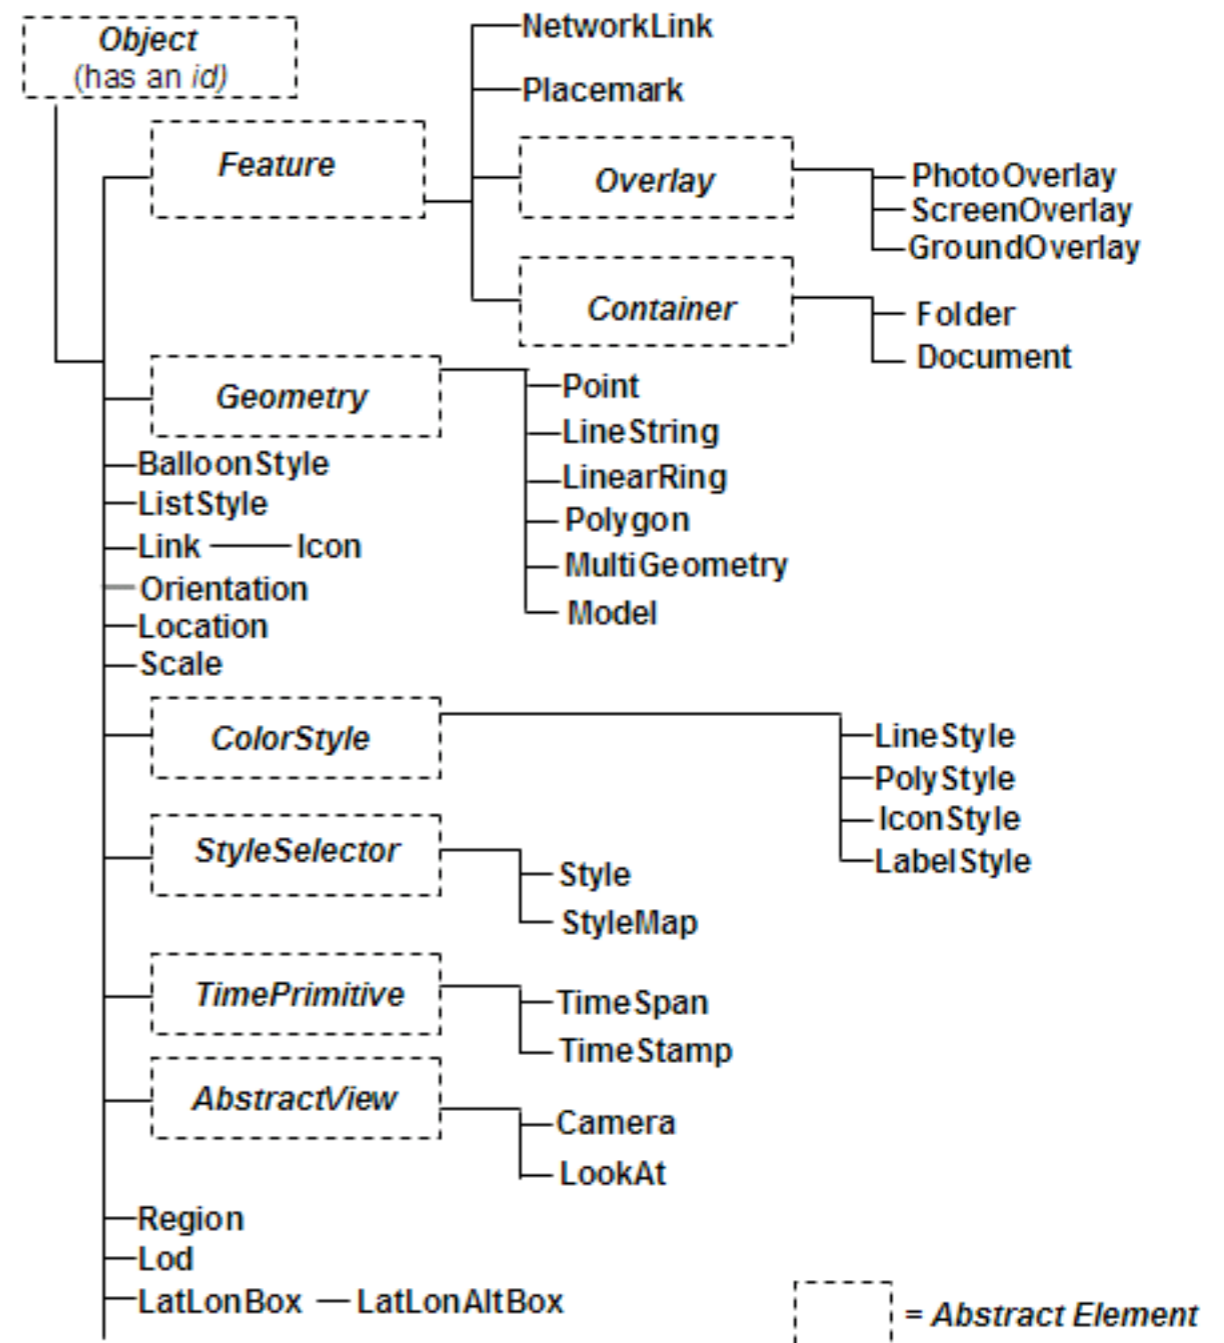 Object
(has an id)
NetworkLink
Placemark
Feature
Overlay
PhotoOverlay
ScreenOverlay
GroundOverlay
Container
Folder
Document
Geometry
Point
LineString
LinearRing
Polygon
MultiGeometry
Model
BalloonStyle
ListStyle
Link
Icon
Orientation
Location
Scale
ColorStyle
LineStyle
PolyStyle
IconStyle
LabelStyle
StyleSelector
Style
StyleMap
TimePrimitive
TimeSpan
TimeStamp
AbstractView
Camera
LookAt
Region
Lod
LatLonBox
LatLonAltBox
= Abstract Element